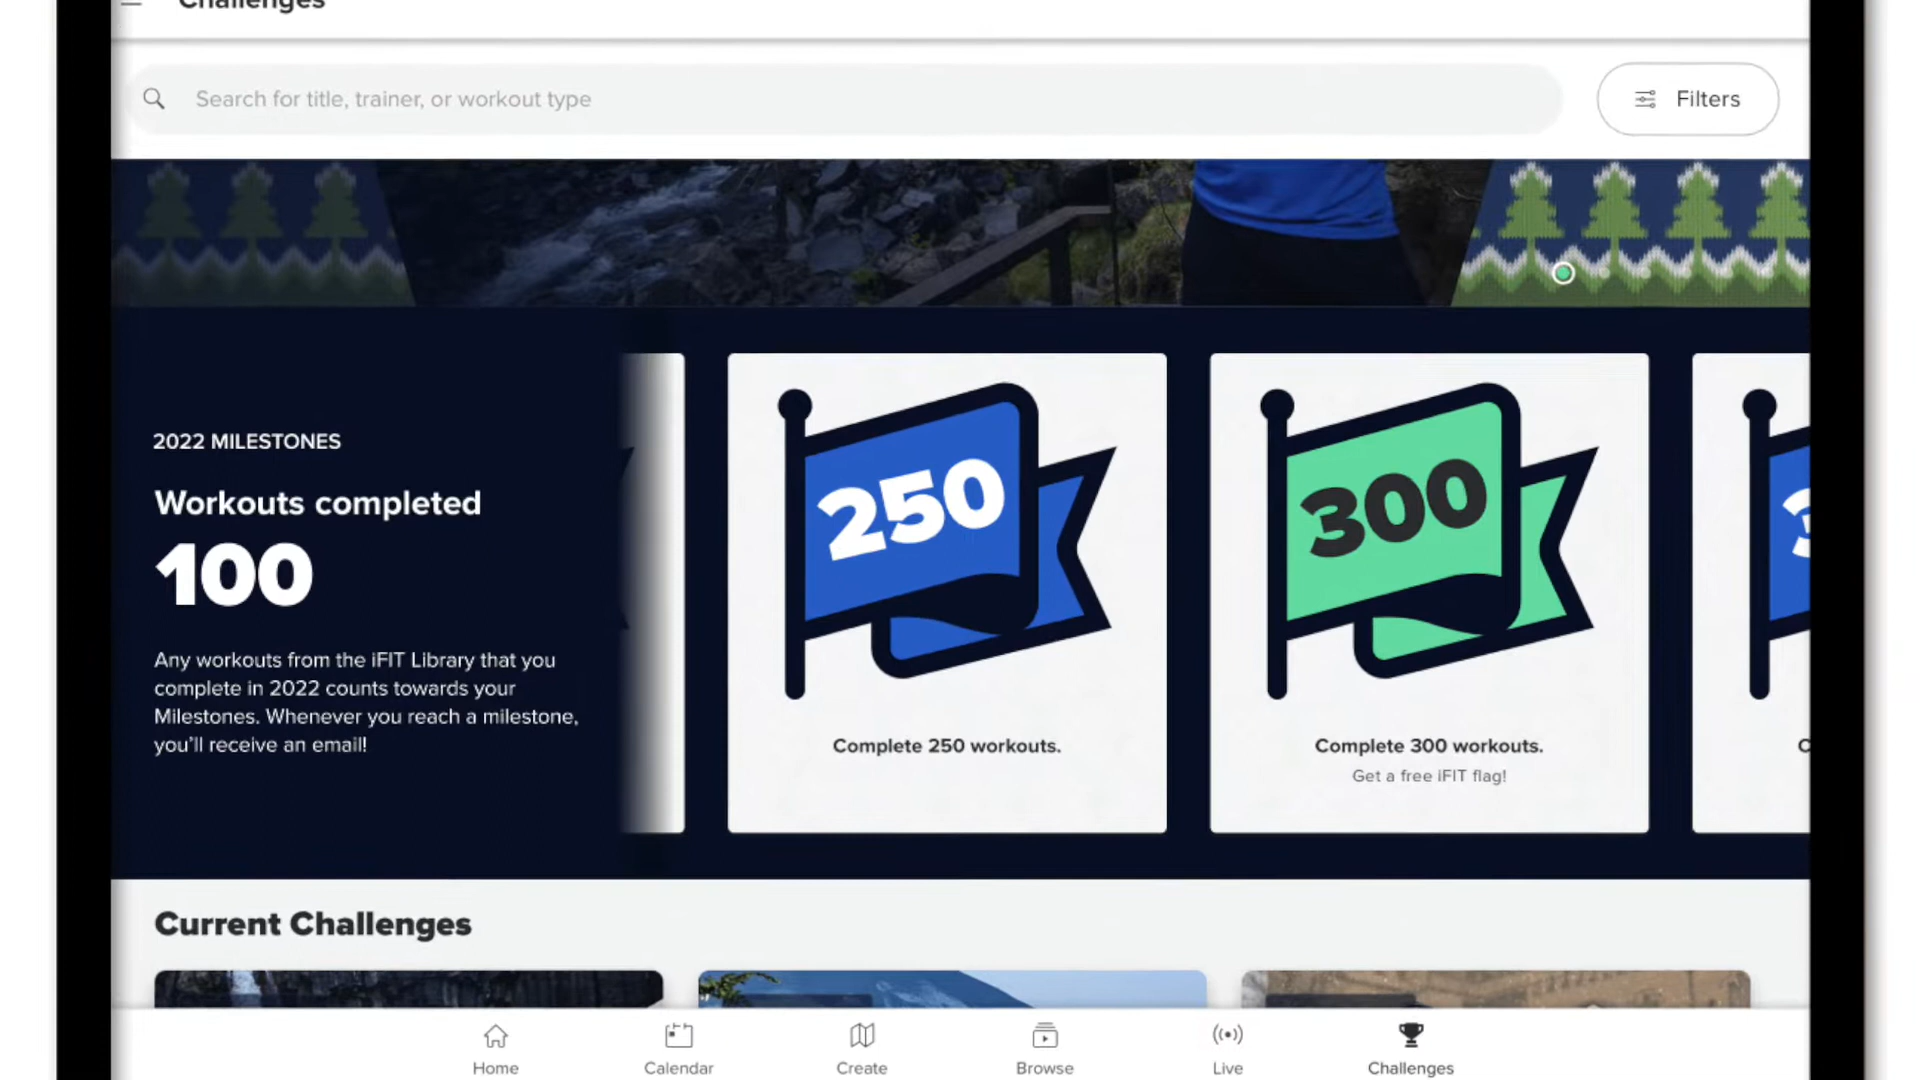 Challenges
Search for title, trainer, or workout type
Filters
2022 MILESTONES
Workouts completed
100
Any workouts from the iFIT Library that you
complete in 2022 counts towards your
Milestones. Whenever you reach a milestone,
you'll receive an email!
250
Complete 250 workouts.
300
Complete 300 workouts.
Get a free iFIT flag!
Current Challenges
Home
Calendar
Create
Browse
Live
Challenges